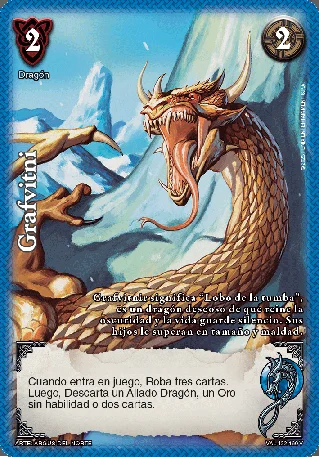 2
2
Dragón
Grafvitni
Grafvitnir significa "Lobo de la tumba",
es un dragón deseoso de que reine la
oscuridad y la vida guarde silencio. Sus
hijos le superan en tamaño y maldad.
Cuando entra en juego, Roba tres cartas.
Luego, Descarta un Aliado Dragón, un Oro
sin habilidad o dos cartas.